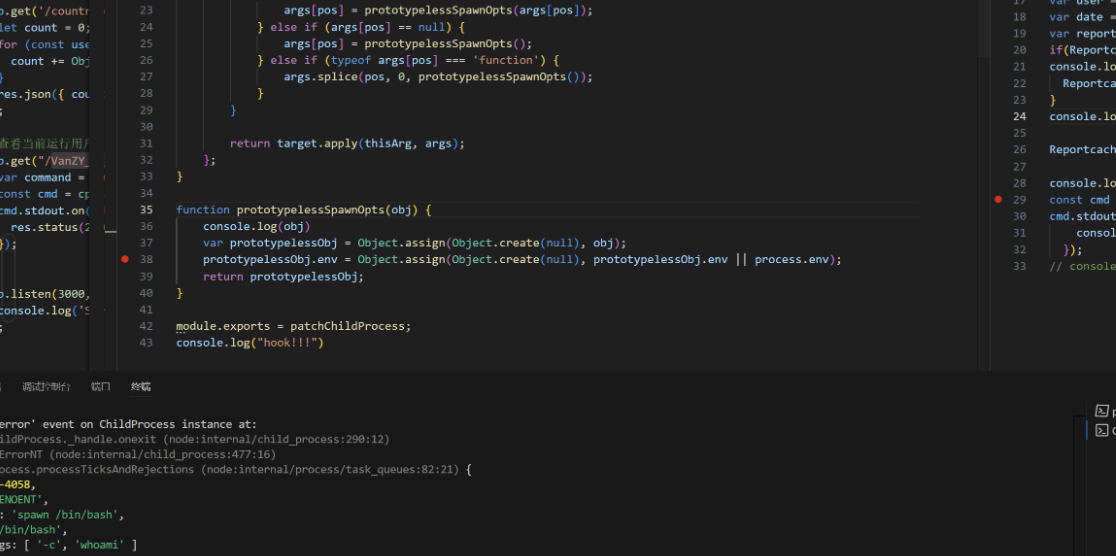 p.get('/countr
let count = 0;
for (const use
count += Obj
}
res.json({ cou
;
查看当前运行用户
p.get("/VanZY_
var command =
const cmd = cp
cmd.stdout.on(
res.status(2
});
p.listen(3000,
console.log('S
;
23 args[pos] = prototypelessSpawnOpts(args[pos]);
24 } else if (args[pos] == null) {
25 args[pos] = prototypelessSpawnOpts();
26 } else if (typeof args[pos] === 'function') {
27 args.splice(pos, 0, prototypelessSpawnOpts());
28 }
29 }
30
31 return target.apply(thisArg, args);
32 };
33 }
34
35 function prototypelessSpawnOpts(obj) {
36 console.log(obj)
37 var prototypelessObj = Object.assign(Object.create(null), obj);
38 prototypelessObj.env = Object.assign(Object.create(null), prototypelessObj.env || process.env);
39 return prototypelessObj;
40 }
41
42 module.exports = patchChildProcess;
43 console.log("hook!!!")
17 var user =
18 var date =
19 var report
20 if(Reportc
21 console.lo
22 Reportca
23 }
24 console.lo
25
26 Reportcach
27
28 console.lo
29 const cmd
30 cmd.stdout
31 consol
32 });
33 // console
调试控制台 端口 终端
error' event on ChildProcess instance at:
ildProcess._handle.onexit (node:internal/child_process:290:12)
ErrorNT (node:internal/child_process:477:16)
ocess.processTicksAndRejections (node:internal/process/task_queues:82:21) {
-4058,
ENOENT',
: 'spawn /bin/bash',
/bin/bash',
gs: [ '-c', 'whoami' ]